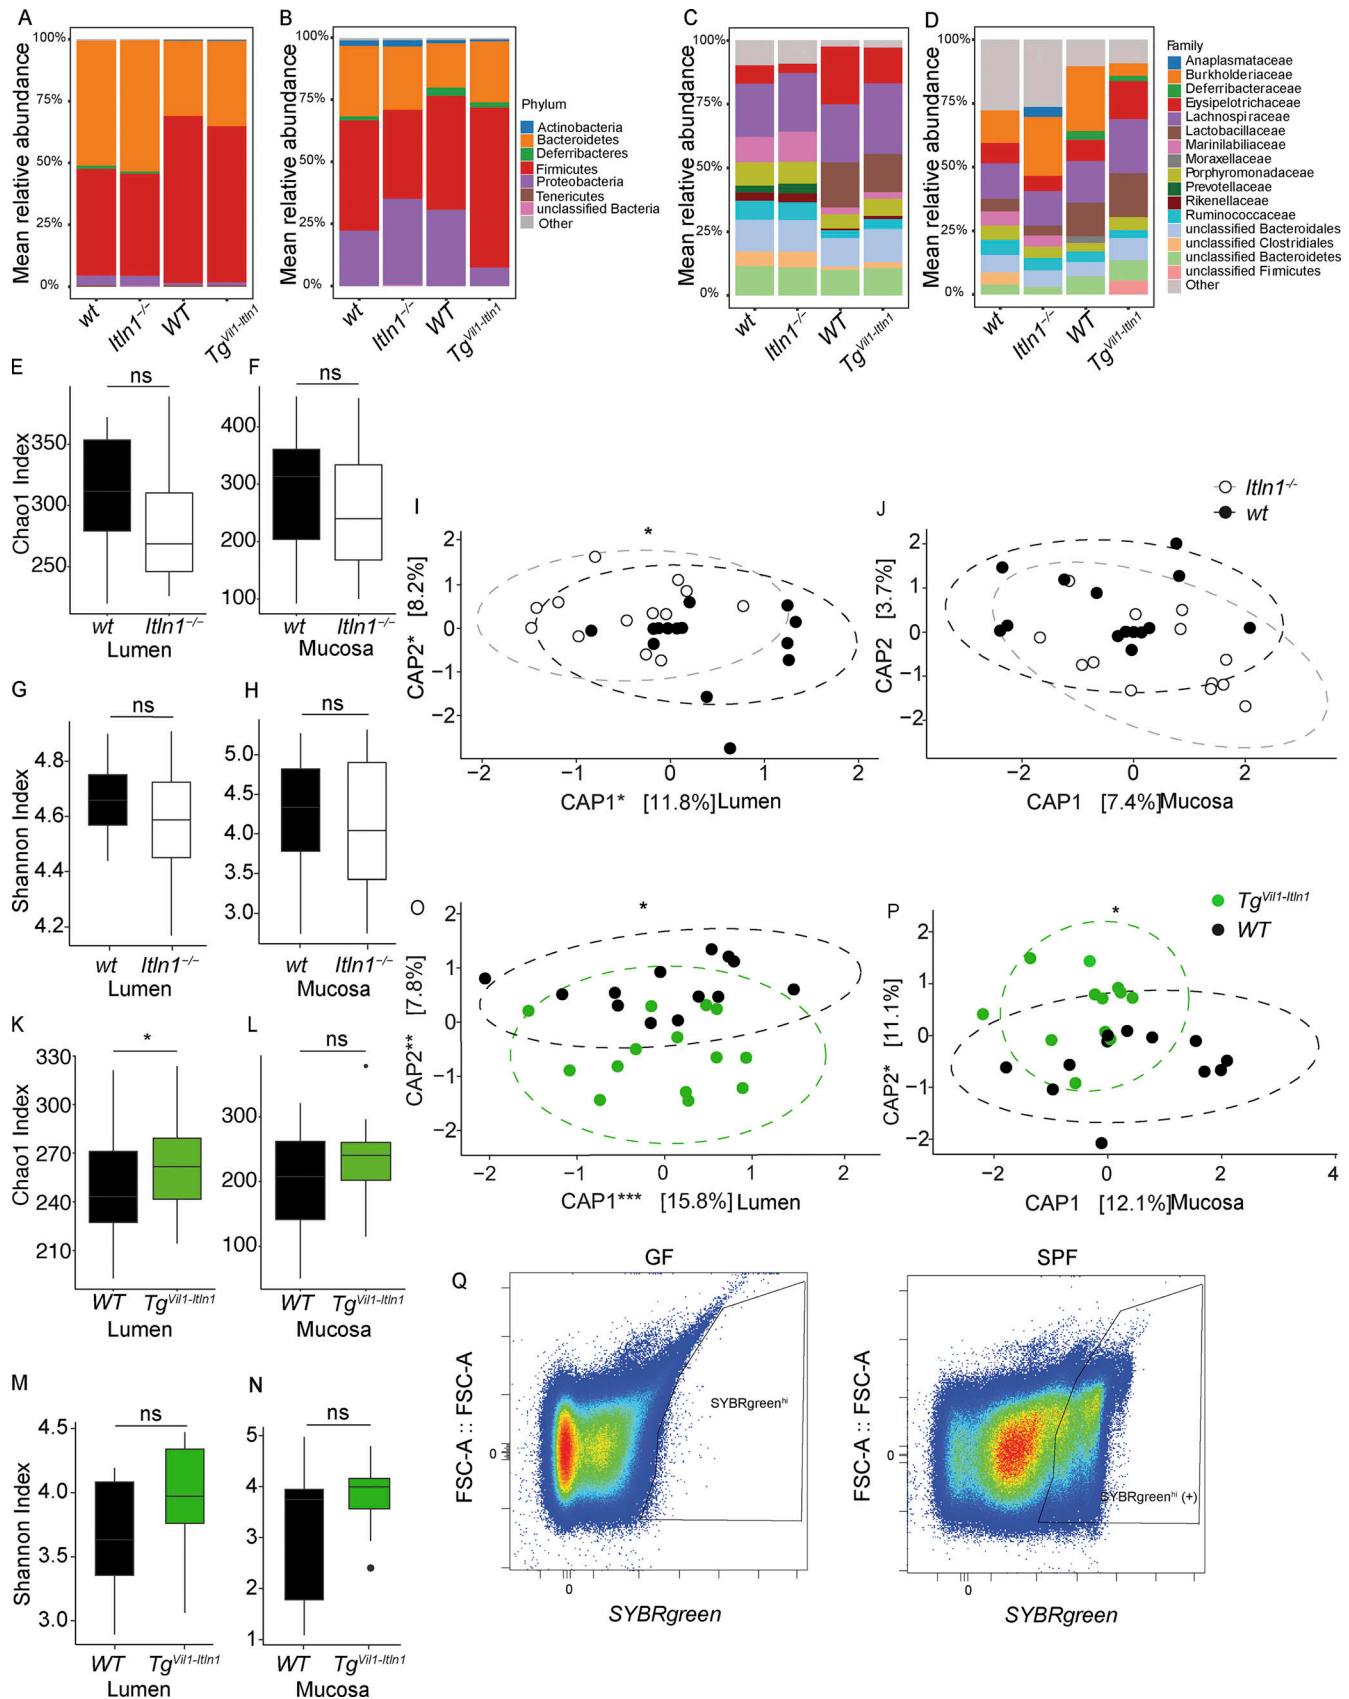 A
Mean relative abundance
100%
75%
50%
25%
0%
wt
Itln1−/−
WT
TgVil1-Itln1
B
Mean relative abundance
100%
75%
50%
25%
0%
wt
Itln1−/−
WT
TgVil1-Itln1
Phylum
Actinobacteria
Bacteroidetes
Deferribacteres
Firmicutes
Proteobacteria
Tenericutes
unclassified Bacteria
Other
C
Mean relative abundance
100%
75%
50%
25%
0%
wt
Itln1−/−
WT
TgVil1-Itln1
D
Mean relative abundance
100%
75%
50%
25%
0%
wt
Itln1−/−
WT
TgVil1-Itln1
Family
Anaplasmataceae
Burkholderiaceae
Deferribacteraceae
Erysipelotrichaceae
Lachnospiraceae
Lactobacillaceae
Marinilabiliaceae
Moraxellaceae
Porphyromonadaceae
Prevotellaceae
Rikenellaceae
Ruminococcaceae
unclassified Bacteroidales
unclassified Clostridiales
unclassified Bacteroidetes
unclassified Firmicutes
Other
E
ns
Chao1 Index
350
300
250
wt Itln1−/−
Lumen
F
ns
400
300
200
100
wt Itln1−/−
Mucosa
G
ns
Shannon Index
4.8
4.6
4.4
4.2
wt Itln1−/−
Lumen
H
ns
5.0
4.5
4.0
3.5
3.0
wt Itln1−/−
Mucosa
I
*
CAP2* [8.2%]
2
1
0
−1
−2
−2 −1 0 1 2
CAP1* [11.8%] Lumen
J
Itln1−/−
wt
CAP2 [3.7%]
2
1
0
−1
−2
−2 0 2
CAP1 [7.4%] Mucosa
K
*
Chao1 Index
330
300
270
240
210
WT TgVil1-Itln1
Lumen
L
ns
300
200
100
WT TgVil1-Itln1
Mucosa
M
ns
Shannon Index
4.5
4.0
3.5
3.0
WT TgVil1-Itln1
Lumen
N
ns
5
4
3
2
1
WT TgVil1-Itln1
Mucosa
O
*
CAP2** [7.8%]
2
1
0
−1
−2
−2 −1 0 1 2
CAP1*** [15.8%] Lumen
P
*
TgVil1-Itln1
WT
CAP2* [11.1%]
2
1
0
−1
−2
−2 0 2 4
CAP1 [12.1%] Mucosa
Q
GF
FSC-A :: FSC-A
0
SYBRgreenhi
0
SYBRgreen
SPF
FSC-A :: FSC-A
0
SYBRgreenhi (+)
0
SYBRgreen